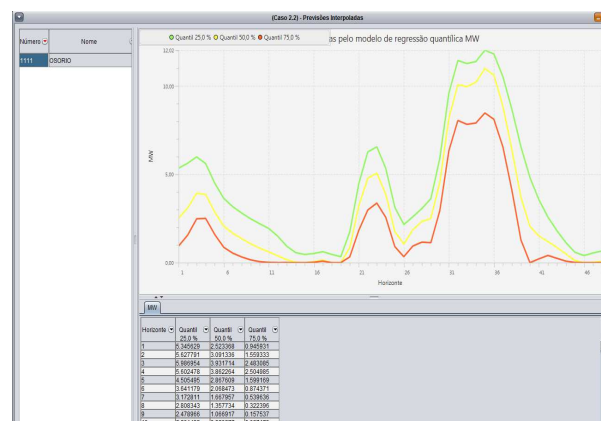 (Caso 2.2) - Previsões Interpoladas
Número Nome
1111 OSORIO
Quantil 25,0 % Quantil 50,0 % Quantil 75,0 % as pelo modelo de regressão quantílica MW
12,00
10,00
5,00
0,00
MW
1 6 11 16 21 26 31 36 41 46
Horizonte
MW
Horizonte Quantil 25,0 % Quantil 50,0 % Quantil 75,0 %
1 5.345629 2.523368 0.945931
2 5.627791 3.091336 1.559333
3 5.986954 3.931714 2.483085
4 5.602478 3.862264 2.504985
5 4.505495 2.867609 1.599169
6 3.641179 2.068473 0.874371
7 3.172811 1.667957 0.539636
8 2.808343 1.357734 0.322396
9 2.478966 1.066917 0.157537